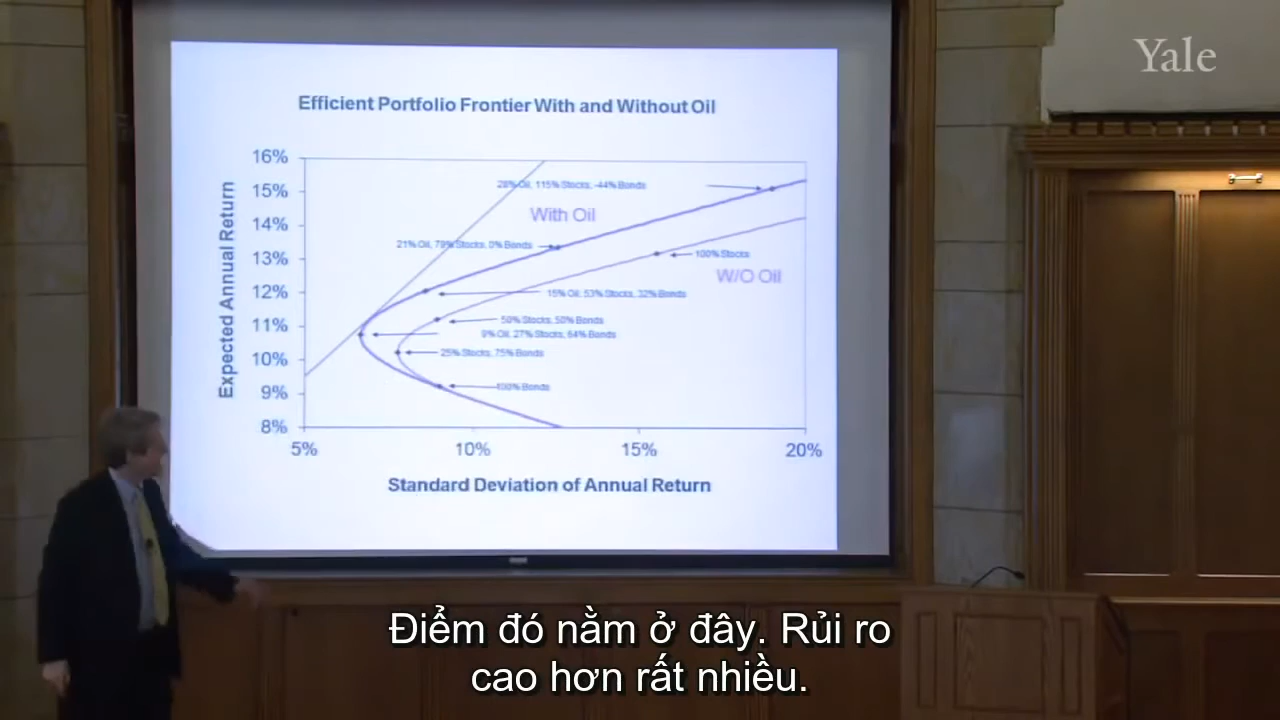 Yale
Efficient Portfolio Frontier With and Without Oil
Expected Annual Return
16%
15%
14%
13%
12%
11%
10%
9%
8%
28% Oil, 115% Stocks, -44% Bonds
With Oil
21% Oil, 79% Stocks, 0% Bonds
100% Stocks
W/O Oil
15% Oil, 53% Stocks, 32% Bonds
50% Stocks, 50% Bonds
9% Oil, 27% Stocks, 64% Bonds
25% Stocks, 75% Bonds
100% Bonds
5%
10%
15%
20%
Standard Deviation of Annual Return
Điểm đó nằm ở đây. Rủi ro
cao hơn rất nhiều.